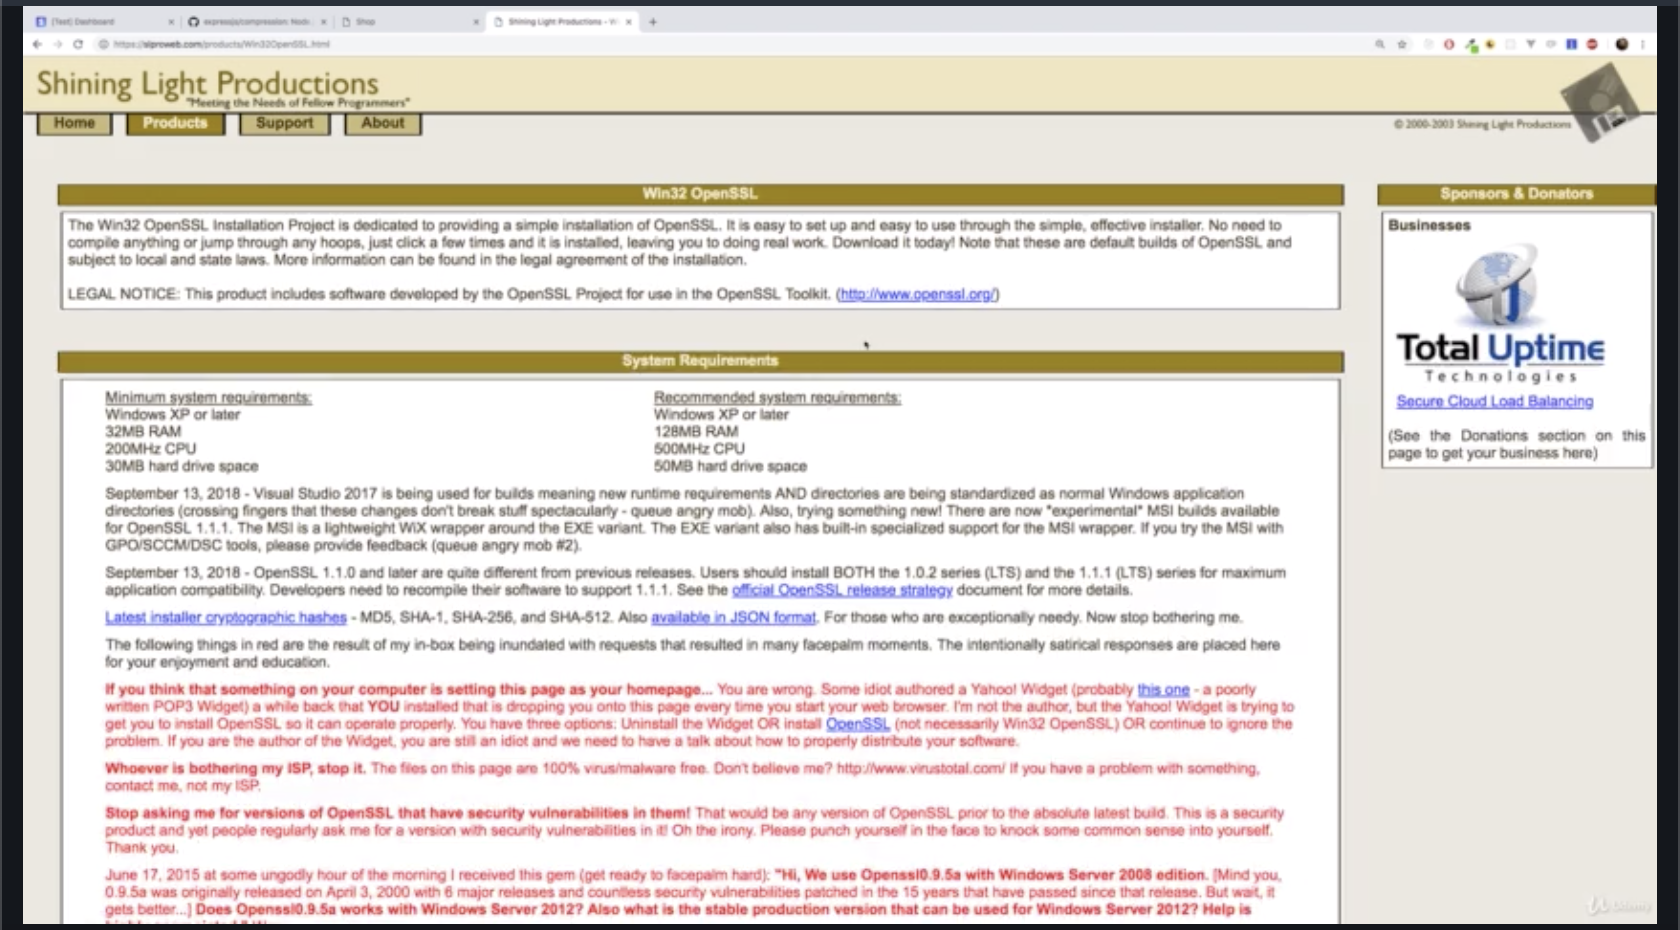 [Test] Dashboard
expressjs/compression: Node.
Shop
Shining Light Productions - Wi
https://slproweb.com/products/Win32OpenSSL.html
Shining Light Productions
"Meeting the Needs of Fellow Programmers"
Home
Products
Support
About
© 2000-2003 Shining Light Productions
Win32 OpenSSL
The Win32 OpenSSL Installation Project is dedicated to providing a simple installation of OpenSSL. It is easy to set up and easy to use through the simple, effective installer. No need to
compile anything or jump through any hoops, just click a few times and it is installed, leaving you to doing real work. Download it today! Note that these are default builds of OpenSSL and
subject to local and state laws. More information can be found in the legal agreement of the installation.
LEGAL NOTICE: This product includes software developed by the OpenSSL Project for use in the OpenSSL Toolkit. (http://www.openssl.org/)
System Requirements
Minimum system requirements:
Windows XP or later
32MB RAM
200MHz CPU
30MB hard drive space
Recommended system requirements:
Windows XP or later
128MB RAM
500MHz CPU
50MB hard drive space
September 13, 2018 - Visual Studio 2017 is being used for builds meaning new runtime requirements AND directories are being standardized as normal Windows application
directories (crossing fingers that these changes don't break stuff spectacularly - queue angry mob). Also, trying something new! There are now *experimental* MSI builds available
for OpenSSL 1.1.1. The MSI is a lightweight WiX wrapper around the EXE variant. The EXE variant also has built-in specialized support for the MSI wrapper. If you try the MSI with
GPO/SCCM/DSC tools, please provide feedback (queue angry mob #2).
September 13, 2018 - OpenSSL 1.1.0 and later are quite different from previous releases. Users should install BOTH the 1.0.2 series (LTS) and the 1.1.1 (LTS) series for maximum
application compatibility. Developers need to recompile their software to support 1.1.1. See the official OpenSSL release strategy document for more details.
Latest installer cryptographic hashes - MD5, SHA-1, SHA-256, and SHA-512. Also available in JSON format. For those who are exceptionally needy. Now stop bothering me.
The following things in red are the result of my in-box being inundated with requests that resulted in many facepalm moments. The intentionally satirical responses are placed here
for your enjoyment and education.
If you think that something on your computer is setting this page as your homepage... You are wrong. Some idiot authored a Yahoo! Widget (probably this one - a poorly
written POP3 Widget) a while back that YOU installed that is dropping you onto this page every time you start your web browser. I'm not the author, but the Yahoo! Widget is trying to
get you to install OpenSSL so it can operate properly. You have three options: Uninstall the Widget OR install OpenSSL (not necessarily Win32 OpenSSL) OR continue to ignore the
problem. If you are the author of the Widget, you are still an idiot and we need to have a talk about how to properly distribute your software.
Whoever is bothering my ISP, stop it. The files on this page are 100% virus/malware free. Don't believe me? http://www.virustotal.com/ If you have a problem with something,
contact me, not my ISP.
Stop asking me for versions of OpenSSL that have security vulnerabilities in them! That would be any version of OpenSSL prior to the absolute latest build. This is a security
product and yet people regularly ask me for a version with security vulnerabilities in it! Oh the irony. Please punch yourself in the face to knock some common sense into yourself.
Thank you.
June 17, 2015 at some ungodly hour of the morning I received this gem (get ready to facepalm hard): "Hi, We use Openssl0.9.5a with Windows Server 2008 edition. [Mind you,
0.9.5a was originally released on April 3, 2000 with 6 major releases and countless security vulnerabilities patched in the 15 years that have passed since that release. But wait, it
gets better...] Does Openssl0.9.5a works with Windows Server 2012? Also what is the stable production version that can be used for Windows Server 2012? Help is
Sponsors & Donators
Businesses
Total Uptime
Technologies
Secure Cloud Load Balancing
(See the Donations section on this
page to get your business here)
Udemy